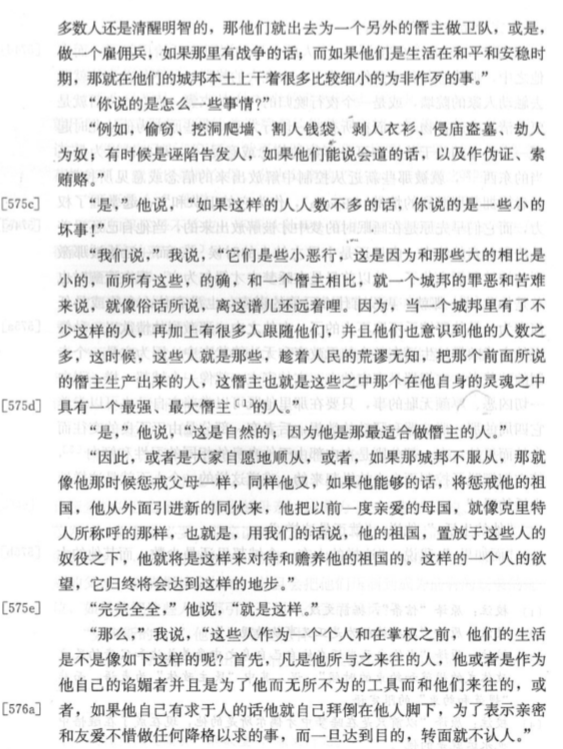 多数人还是清醒明智的，那他们就出去为一个另外的僭主做卫队，或是，
做一个雇佣兵，如果那里有战争的话；而如果他们是生活在和平和安稳时
期，那就在他们的城邦本土上干着很多比较细小的为非作歹的事。”
“你说的是怎么一些事情？”
“例如，偷窃、挖洞爬墙、割人钱袋、剥人衣衫、侵庙盗墓、劫人
为奴；有时候是诬陷告发人，如果他们能说会道的话，以及作伪证、索
贿赂。”
[575c] “是，”他说，“如果这样的人人数不多的话，你说的是一些小的
坏事！”
“我们说，”我说，“它们是些小恶行，这是因为和那些大的相比是
小的，而所有这些，的确，和一个僭主相比，就一个城邦的罪恶和苦难
来说，就像俗话所说，离这谱儿还远着哩。因为，当一个城邦里有了不
少这样的人，再加上有很多人跟随他们，并且他们也意识到他的人数之
多，这时候，这些人就是那些，趁着人民的荒谬无知，把那个前面所说
的僭主生产出来的人，这僭主也就是这些之中那个在他自身的灵魂之中
[575d] 具有一个最强、最大僭主〔1〕的人。”
“是，”他说，“这是自然的；因为他是那最适合做僭主的人。”
“因此，或者是大家自愿地顺从，或者，如果那城邦不服从，那就
像他那时候惩戒父母一样，同样他又，如果他能够的话，将惩戒他的祖
国，他从外面引进新的同伙来，他把以前一度亲爱的母国，就像克里特
人所称呼的那样，也就是，用我们的话说，他的祖国，置放于这些人的
奴役之下，他就将是这样来对待和赡养他的祖国的。这样的一个人的欲
望，它归终将会达到这样的地步。”
[575e] “完完全全，”他说，“就是这样。”
“那么，”我说，“这些人作为一个个人和在掌权之前，他们的生活
是不是像如下这样的呢？首先，凡是他所与之来往的人，他或者是作为
他自己的谄媚者并且是为了他而无所不为的工具而和他们来往的，或
[576a] 者，如果他自己有求于人的话他就自己拜倒在他人脚下，为了表示亲密
和友爱不惜做任何降格以求的事，而一旦达到目的，转面就不认人。”